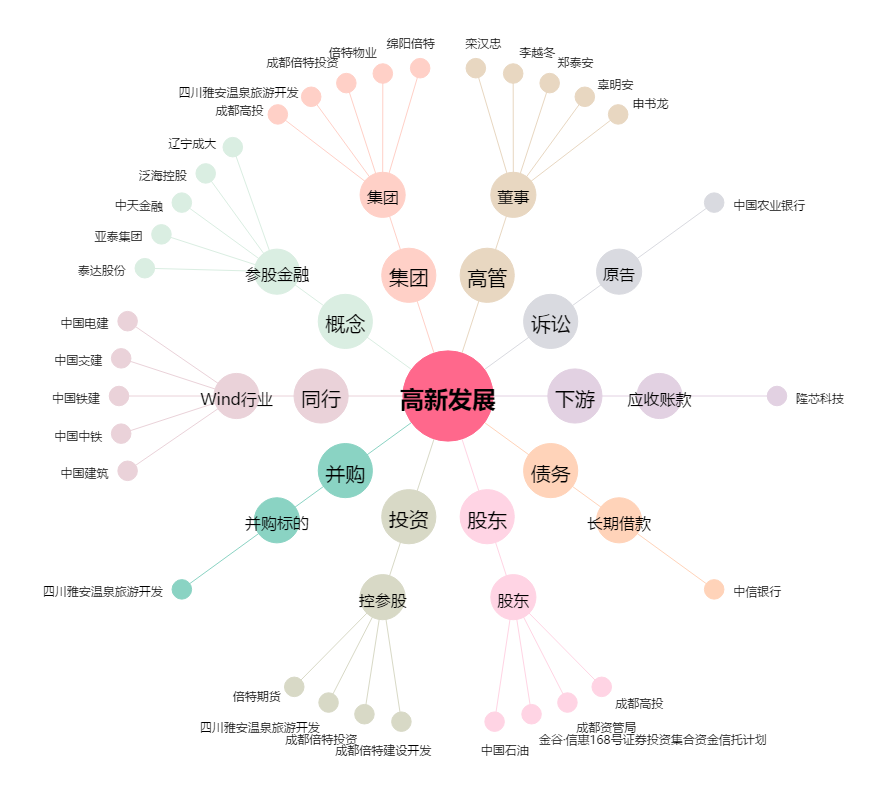 栾汉忠
绵阳倍特
李越冬
倍特物业
成都倍特投资
郑泰安
辜明安
四川雅安温泉旅游开发
申书龙
成都高投
辽宁成大
泛海控股
集团
董事
中天金融
中国农业银行
亚泰集团
泰达股份
参股金融
集团
高管
原告
中国电建
概念
诉讼
中国交建
中国铁建
Wind行业
同行
高新发展
下游
应收账款
隆芯科技
中国中铁
中国建筑
并购
债务
并购标的
投资
股东
长期借款
四川雅安温泉旅游开发
中信银行
控参股
股东
倍特期货
成都高投
四川雅安温泉旅游开发
成都资管局
成都倍特投资
金谷·信惠168号证券投资集合资金信托计划
成都倍特建设开发
中国石油